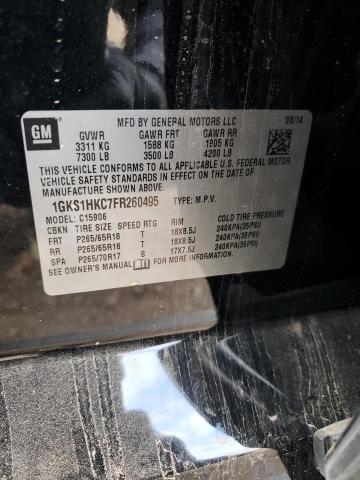 GM
MFD BY GENERAL MOTORS LLC 08/14
GVWR GAWR FRT GAWR RR
3311 KG 1588 KG 1905 KG
7300 LB 3500 LB 4200 LB
THIS VEHICLE CONFORMS TO ALL APPLICABLE U.S. FEDERAL MOTOR
VEHICLE SAFETY STANDARDS IN EFFECT ON THE DATE OF
MANUFACTURE SHOWN ABOVE.
1GKS1HKC7FR260495 TYPE: M.P.V.
MODEL: C15906
CBKN TIRE SIZE SPEED RTG RIM COLD TIRE PRESSURE
FRT P265/65R18 T 18X8.5J 240KPA(35PSI)
RR P265/65R18 T 18X8.5J 240KPA(35PSI)
SPA P265/70R17 S 17X7.5J 240KPA(35PSI)
SEE OWNER'S MANUAL FOR MORE INFORMATION.